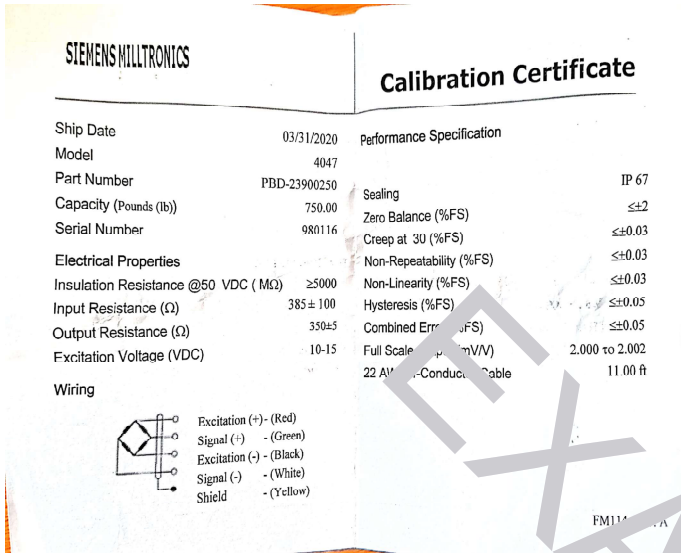 SIEMENS MILLTRONICS
Calibration Certificate
Ship Date 03/31/2020
Model 4047
Part Number PBD-23900250
Capacity (Pounds (lb)) 750.00
Serial Number 980116
Electrical Properties
Insulation Resistance @50 VDC ( MΩ) ≥5000
Input Resistance (Ω) 385± 100
Output Resistance (Ω) 350±5
Excitation Voltage (VDC) 10-15
Wiring
Excitation (+)- (Red)
Signal (+) - (Green)
Excitation (-) - (Black)
Signal (-) - (White)
Shield - (Yellow)
Performance Specification
Sealing IP 67
Zero Balance (%FS) ≤±2
Creep at 30 (%FS) ≤±0.03
Non-Repeatability (%FS) ≤±0.03
Non-Linearity (%FS) ≤±0.03
Hysteresis (%FS) ≤±0.05
Combined ≤±0.05
Full Scale 2.000 to 2.002
22 Cable 11.00 ft
EXA